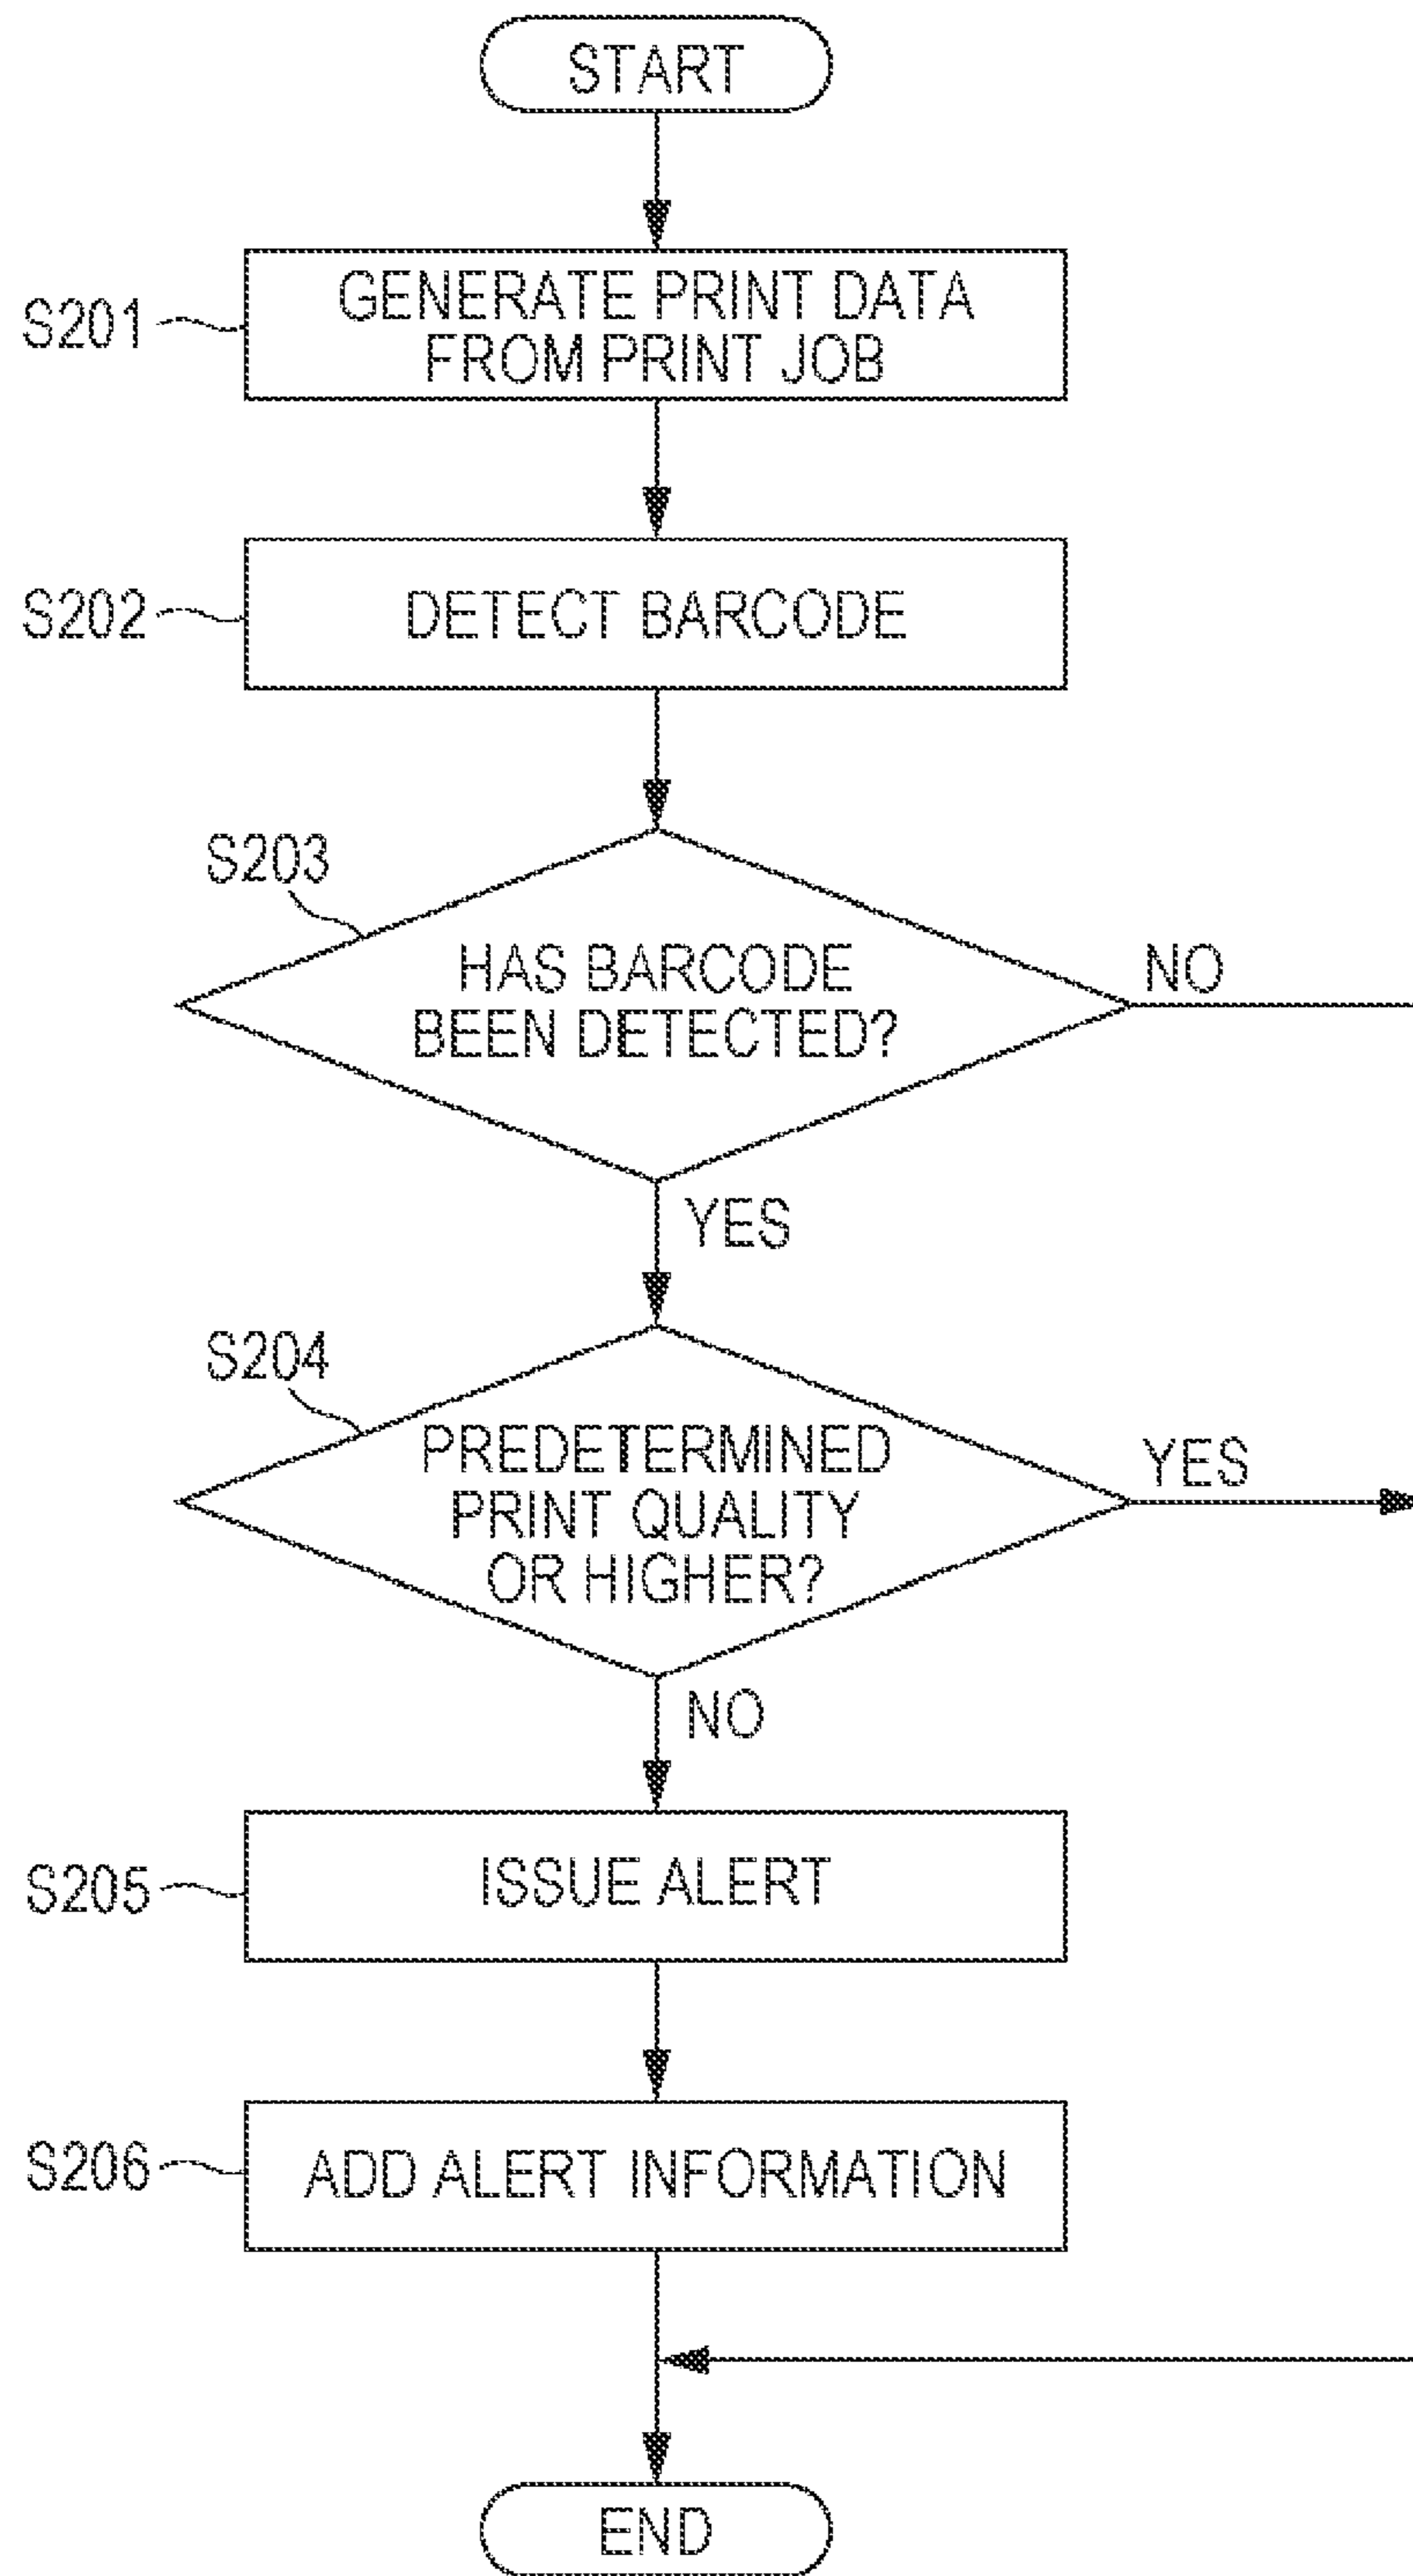 START
S201
GENERATE PRINT DATA
FROM PRINT JOB
S202
DETECT BARCODE
S203
HAS BARCODE
BEEN DETECTED?
NO
YES
S204
PREDETERMINED
PRINT QUALITY
OR HIGHER?
YES
NO
S205
ISSUE ALERT
S206
ADD ALERT INFORMATION
END